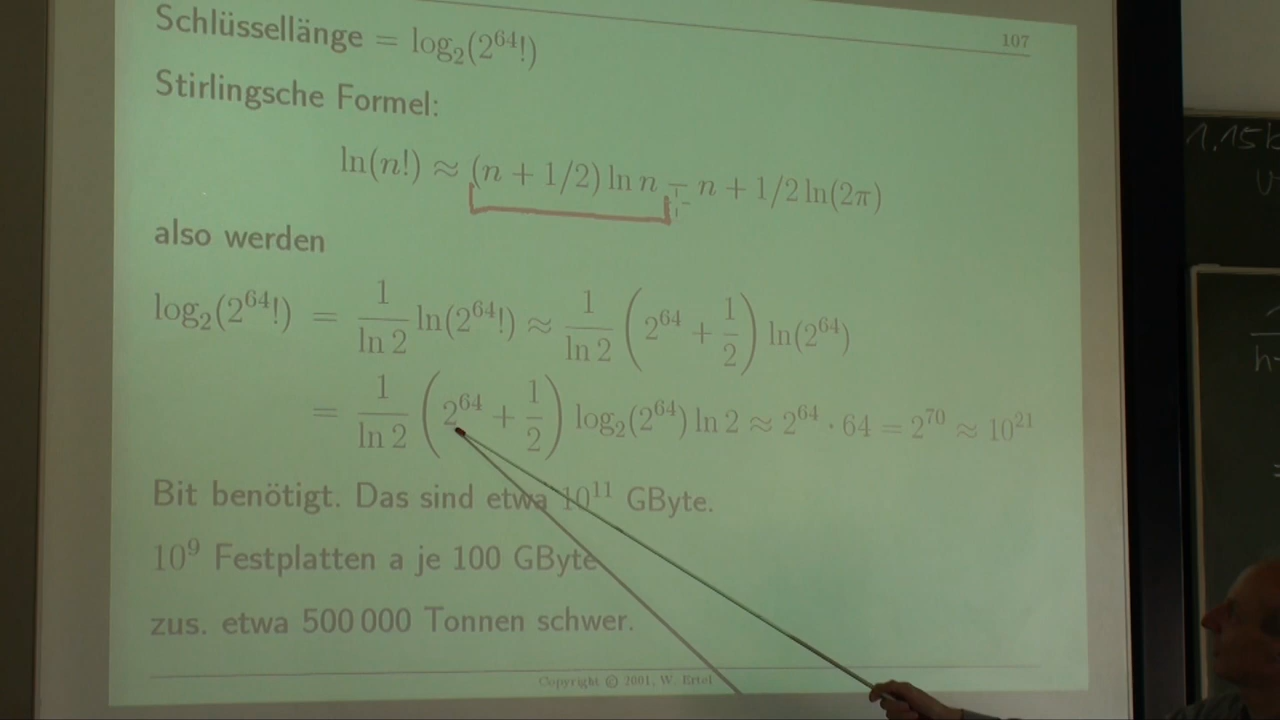 107
Schlüssellänge = log₂(2⁶⁴!)
Stirlingsche Formel:
ln(n!) ≈ (n + 1/2) ln n − n + 1/2 ln(2π)
also werden
log₂(2⁶⁴!) = 1/ln 2 ln(2⁶⁴!) ≈ 1/ln 2 (2⁶⁴ + 1/2) ln(2⁶⁴)
= 1/ln 2 (2⁶⁴ + 1/2) log₂(2⁶⁴) ln 2 ≈ 2⁶⁴ · 64 = 2⁷⁰ ≈ 10²¹
Bit benötigt. Das sind etwa 10¹¹ GByte.
10⁹ Festplatten a je 100 GByte
zus. etwa 500 000 Tonnen schwer.
Copyright © 2001, W. Ertel
1.15